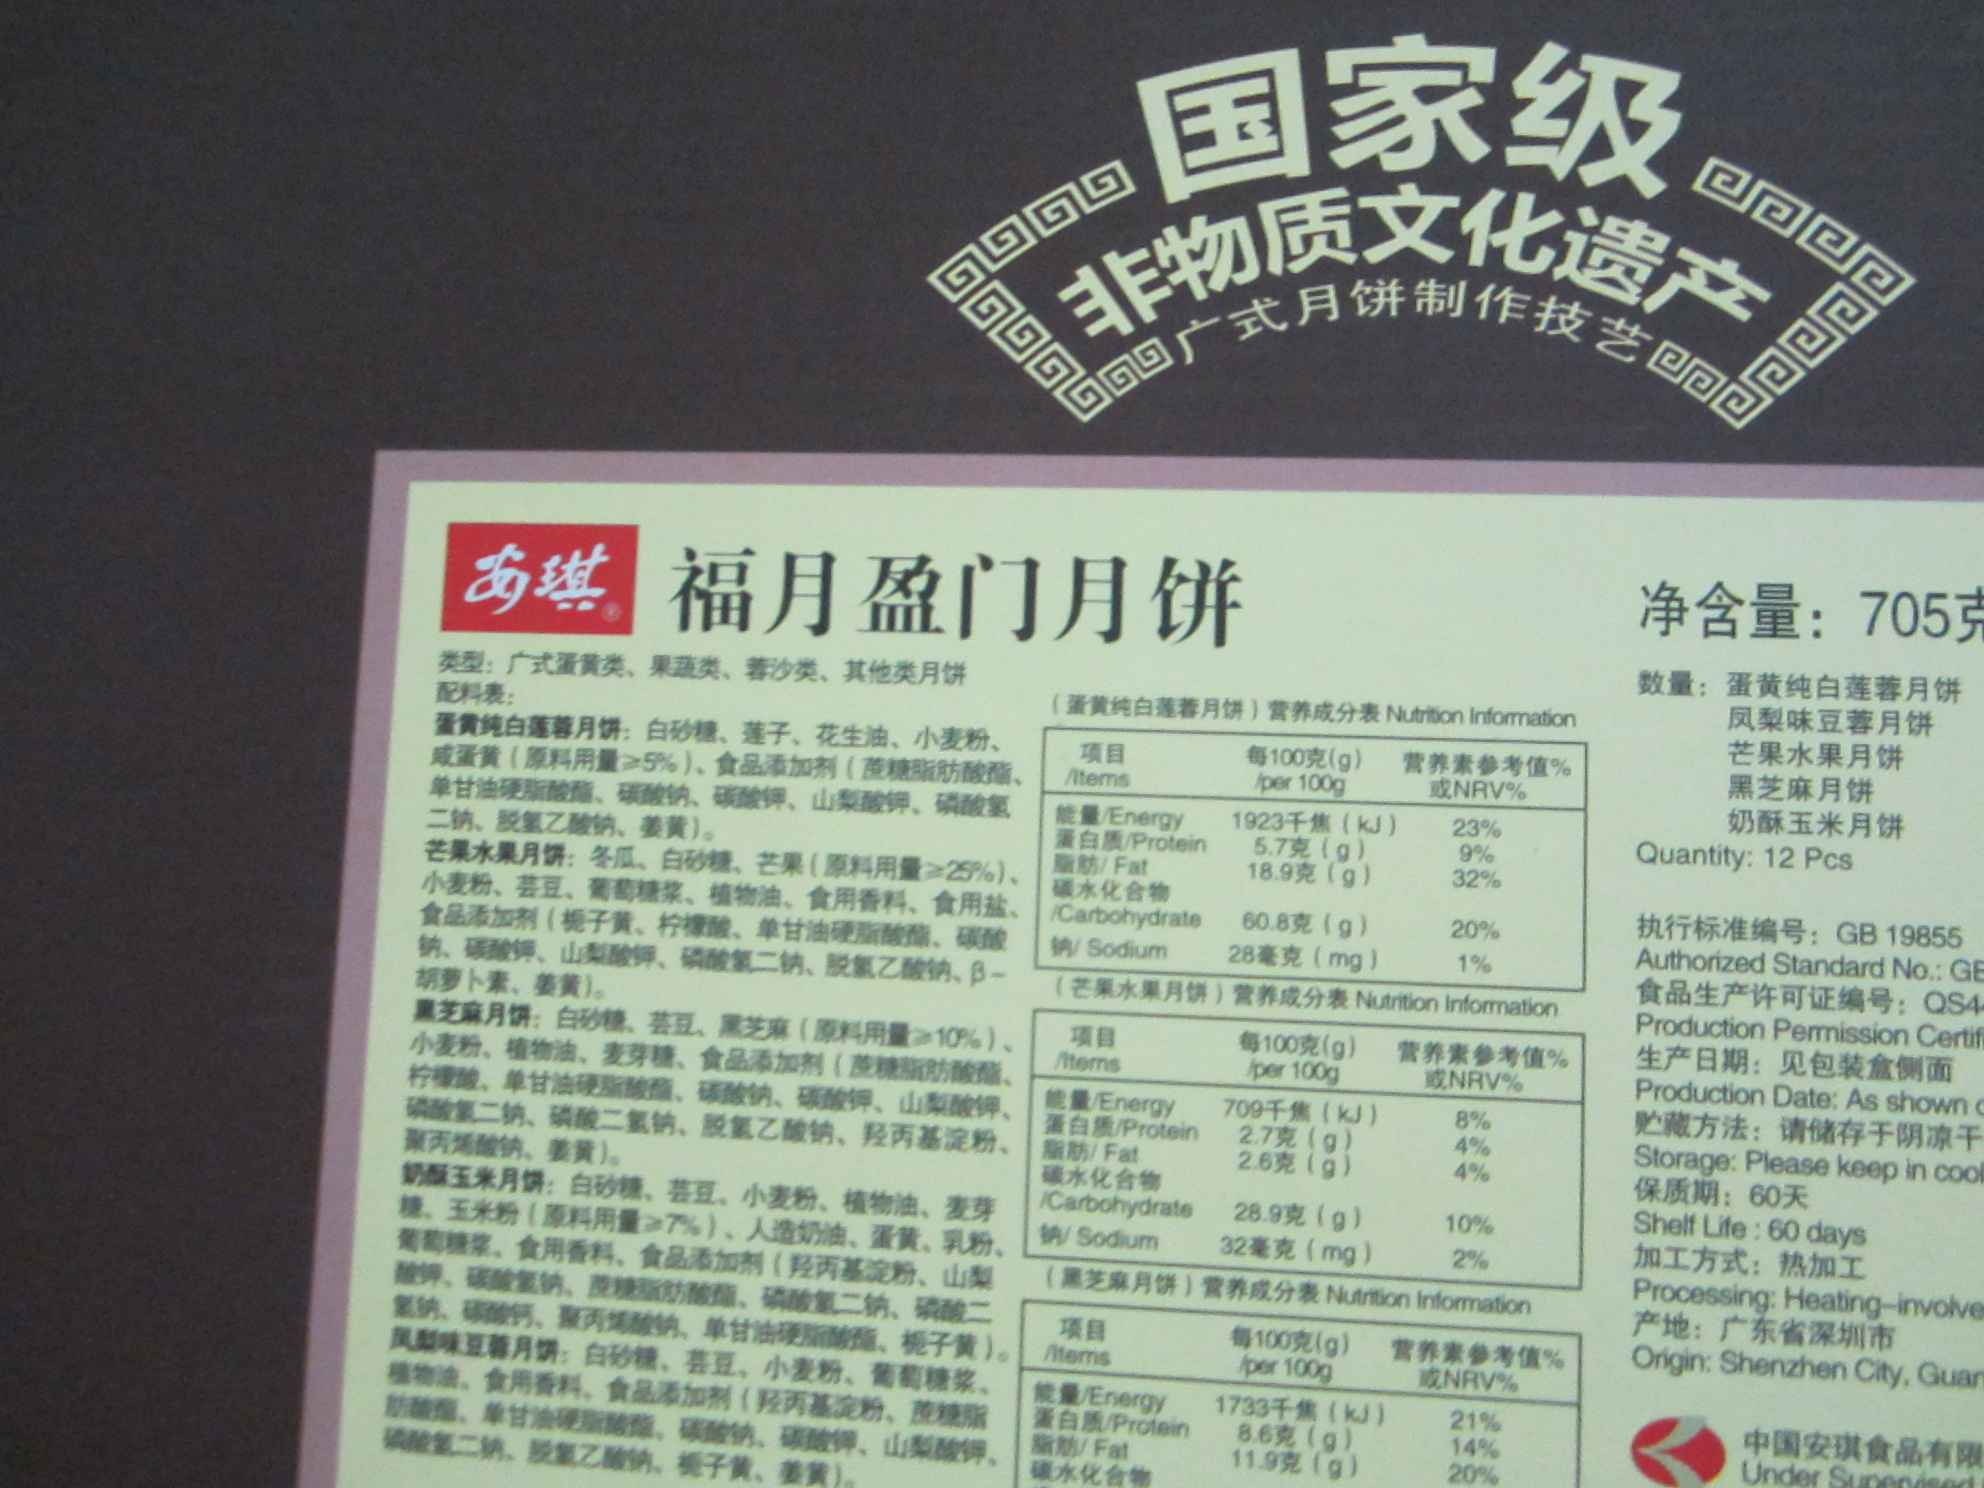 国家级
非物质文化遗产
广式月饼制作技艺
安琪®
福月盈门月饼
类型：广式蛋黄类、果蔬类、蓉沙类、其他类月饼
配料表：
蛋黄纯白莲蓉月饼：白砂糖、莲子、花生油、小麦粉、
咸蛋黄（原料用量≥5%）、食品添加剂（蔗糖脂肪酸酯、
单甘油硬脂酸酯、碳酸钠、碳酸钾、山梨酸钾、磷酸氢
二钠、脱氢乙酸钠、姜黄）。
芒果水果月饼：冬瓜、白砂糖、芒果（原料用量≥25%）、
小麦粉、芸豆、葡萄糖浆、植物油、食用香料、食用盐、
食品添加剂（栀子黄、柠檬酸、单甘油硬脂酸酯、碳酸
钠、碳酸钾、山梨酸钾、磷酸氢二钠、脱氢乙酸钠、β–
胡萝卜素、姜黄）。
黑芝麻月饼：白砂糖、芸豆、黑芝麻（原料用量≥10%）、
小麦粉、植物油、麦芽糖、食品添加剂（蔗糖脂肪酸酯、
柠檬酸、单甘油硬脂酸酯、碳酸钠、碳酸钾、山梨酸钾、
磷酸氢二钠、磷酸二氢钠、脱氢乙酸钠、羟丙基淀粉、
聚丙烯酸钠、姜黄）。
奶酥玉米月饼：白砂糖、芸豆、小麦粉、植物油、麦芽
糖、玉米粉（原料用量≥7%）、人造奶油、蛋黄、乳粉、
葡萄糖浆、食用香料、食品添加剂（羟丙基淀粉、山梨
酸钾、碳酸氢钠、蔗糖脂肪酸酯、磷酸氢二钠、磷酸二
氢钠、碳酸钙、聚丙烯酸钠、单甘油硬脂酸酯、栀子黄）。
凤梨味豆蓉月饼：白砂糖、芸豆、小麦粉、葡萄糖浆、
植物油、食用香料、食品添加剂（羟丙基淀粉、蔗糖脂
肪酸酯、单甘油硬脂酸酯、碳酸钠、碳酸钾、山梨酸钾、
磷酸氢二钠、脱氢乙酸钠、栀子黄、姜黄）。
（蛋黄纯白莲蓉月饼）营养成分表 Nutrition Information
项目 每100克(g) 营养素参考值%
/Items /per 100g 或NRV%
能量/Energy 1923千焦（kJ） 23%
蛋白质/Protein 5.7克（g） 9%
脂肪/ Fat 18.9克（g） 32%
碳水化合物
/Carbohydrate 60.8克（g） 20%
钠/ Sodium 28毫克（mg） 1%
（芒果水果月饼）营养成分表 Nutrition Information
项目 每100克(g) 营养素参考值%
/Items /per 100g 或NRV%
能量/Energy 709千焦（kJ） 8%
蛋白质/Protein 2.7克（g） 4%
脂肪/ Fat 2.6克（g） 4%
碳水化合物
/Carbohydrate 28.9克（g） 10%
钠/ Sodium 32毫克（mg） 2%
（黑芝麻月饼）营养成分表 Nutrition Information
项目 每100克(g) 营养素参考值%
/Items /per 100g 或NRV%
能量/Energy 1733千焦（kJ） 21%
蛋白质/Protein 8.6克（g） 14%
脂肪/ Fat 11.9克（g） 20%
碳水化合物
净含量：705克
数量：蛋黄纯白莲蓉月饼
凤梨味豆蓉月饼
芒果水果月饼
黑芝麻月饼
奶酥玉米月饼
Quantity: 12 Pcs
执行标准编号：GB 19855
Authorized Standard No.: GB
食品生产许可证编号：QS4
Production Permission Certifi
生产日期：见包装盒侧面
Production Date: As shown
贮藏方法：请储存于阴凉干
Storage: Please keep in cool
保质期：60天
Shelf Life : 60 days
加工方式：热加工
Processing: Heating–involve
产地：广东省深圳市
Origin: Shenzhen City, Guan
中国安琪食品有限
Under Supervised